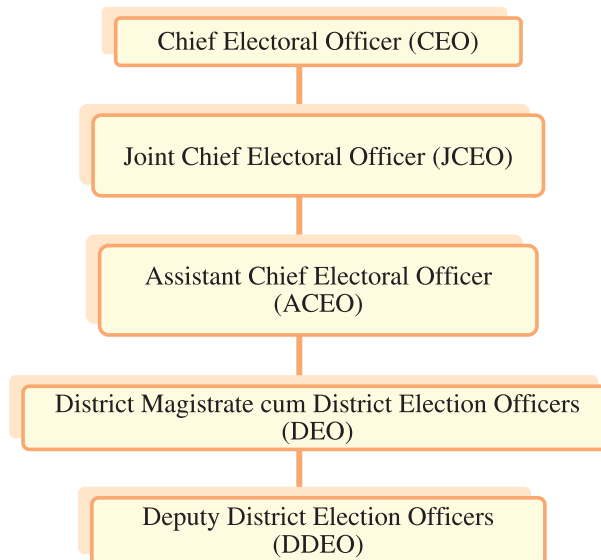 Chief Electoral Officer (CEO)
Joint Chief Electoral Officer (JCEO)
Assistant Chief Electoral Officer
(ACEO)
District Magistrate cum District Election Officers
(DEO)
Deputy District Election Officers
(DDEO)